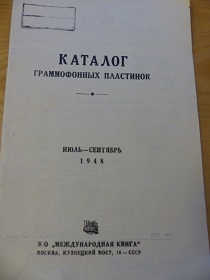 КАТАЛОГ
ГРАММОФОННЫХ ПЛАСТИНОК
ИЮЛЬ—СЕНТЯБРЬ
1948
В/О „МЕЖДУНАРОДНАЯ КНИГА"
МОСКВА, КУЗНЕЦКИЙ МОСТ, 18 — СССР